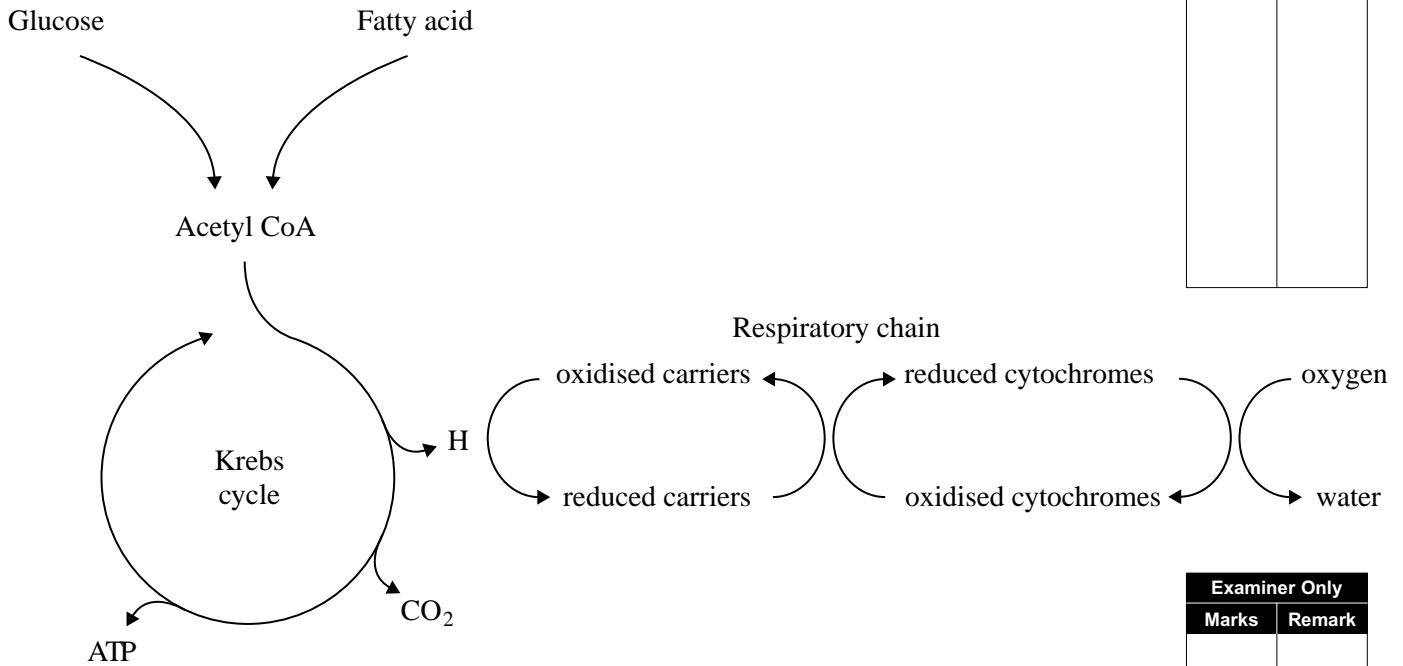 Glucose
Fatty acid
Acetyl CoA
Respiratory chain
oxidised carriers
reduced cytochromes
oxygen
H
Krebs
cycle
reduced carriers
oxidised cytochromes
water
CO₂
ATP
Examiner Only
Marks
Remark